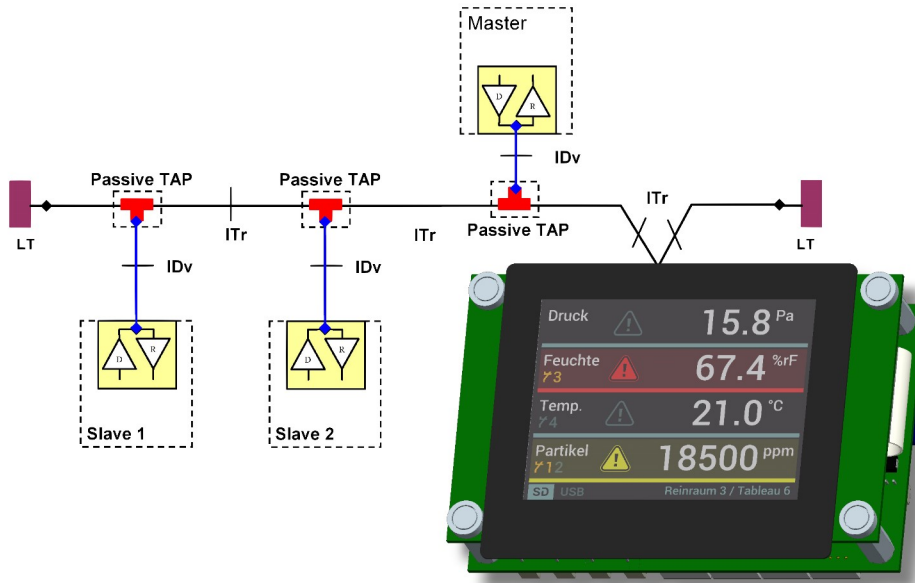 Master
D
R
IDv
Passive TAP
Passive TAP
ITr
LT
ITr
ITr
Passive TAP
LT
IDv
IDv
D
R
D
R
Slave 1
Slave 2
Druck 15.8 Pa
Feuchte 67.4 %rF
3
Temp. 21.0 °C
4
Partikel 18500 ppm
12
SD USB Reinraum 3 / Tableau 6